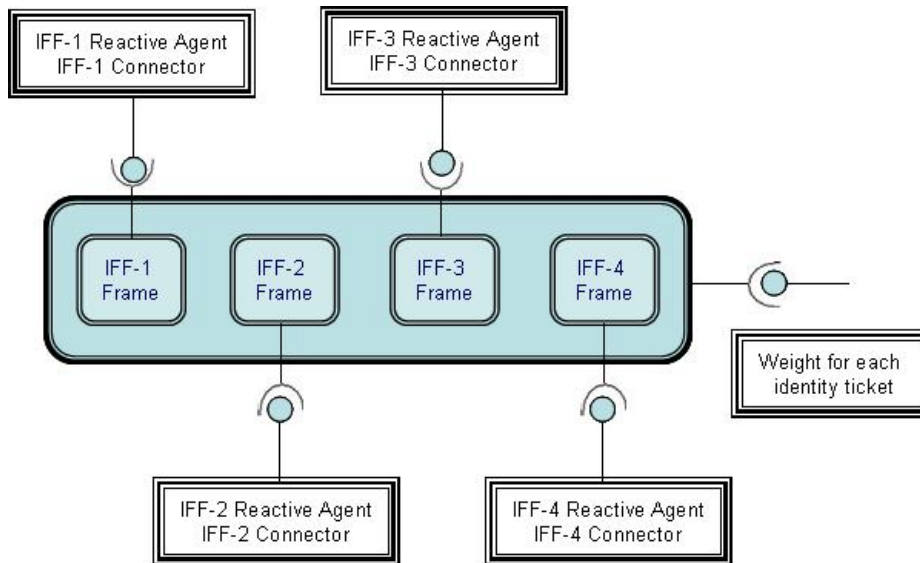 IFF-1 Reactive Agent
IFF-1 Connector
IFF-3 Reactive Agent
IFF-3 Connector
IFF-1
Frame
IFF-2
Frame
IFF-3
Frame
IFF-4
Frame
Weight for each
identity ticket
IFF-2 Reactive Agent
IFF-2 Connector
IFF-4 Reactive Agent
IFF-4 Connector